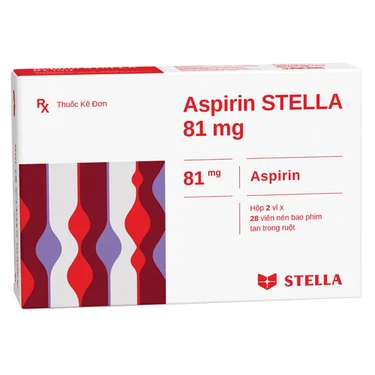 Rx Thuốc Kê Đơn
Aspirin STELLA
81 mg
81 mg Aspirin
Hộp 2 vỉ x
28 viên nén bao phim
tan trong ruột
STELLA